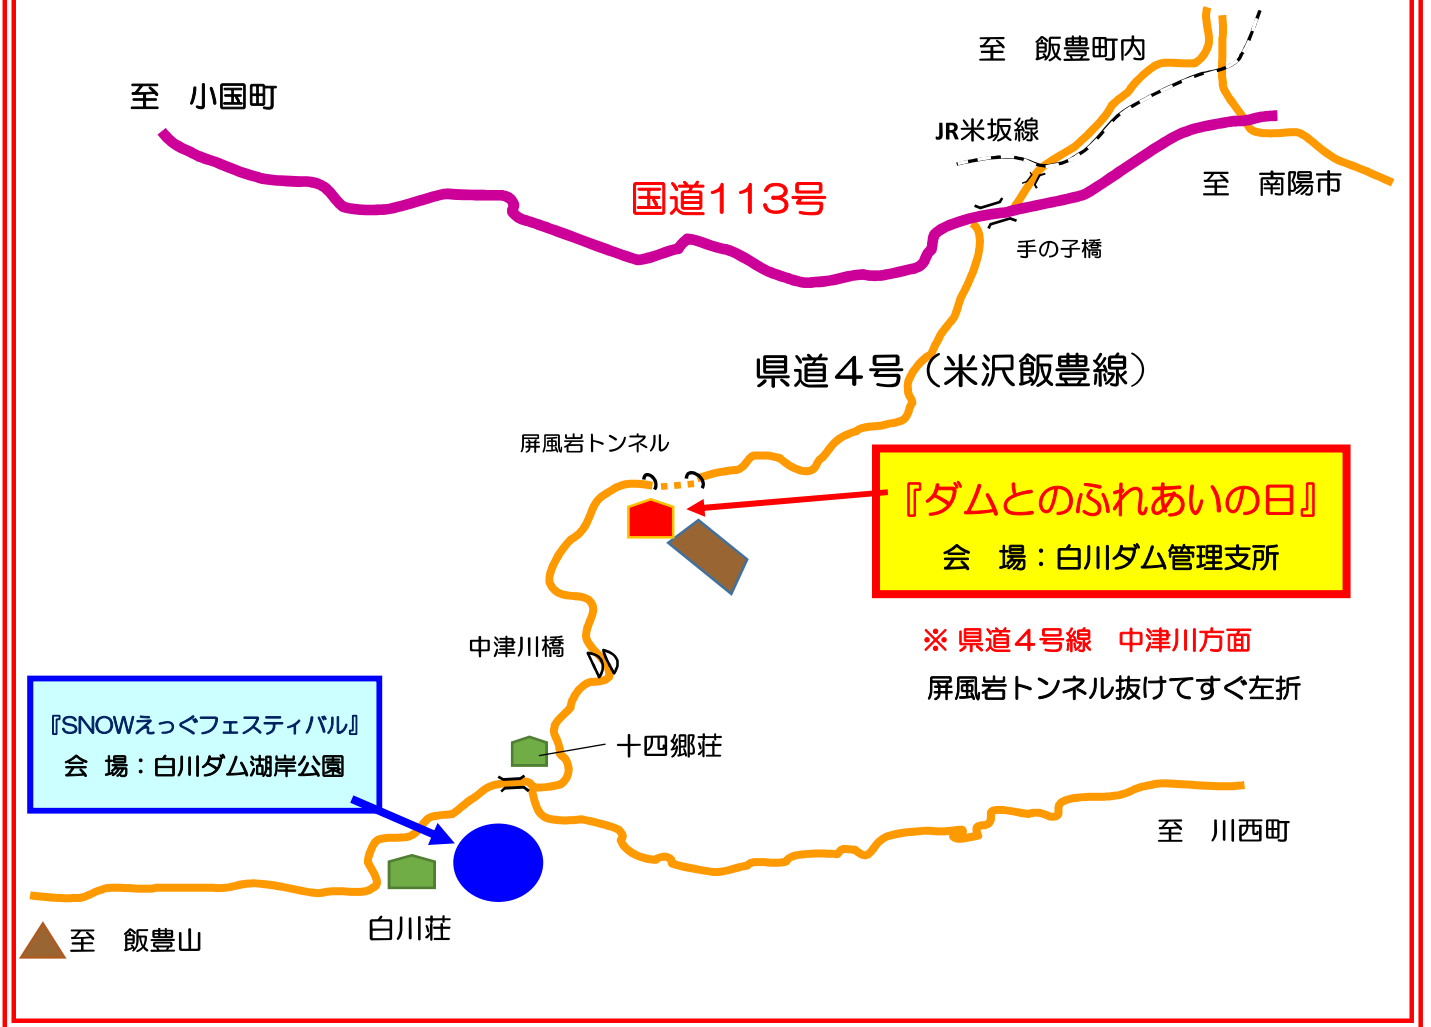 至　飯豊町内
至　小国町
JR米坂線
至　南陽市
国道113号
手の子橋
県道４号（米沢飯豊線）
屏風岩トンネル
『ダムとのふれあいの日』
会　場：白川ダム管理支所
※ 県道４号線　中津川方面
屏風岩トンネル抜けてすぐ左折
中津川橋
『SNOWえっぐフェスティバル』
会　場：白川ダム湖岸公園
十四郷荘
至　川西町
白川荘
至　飯豊山